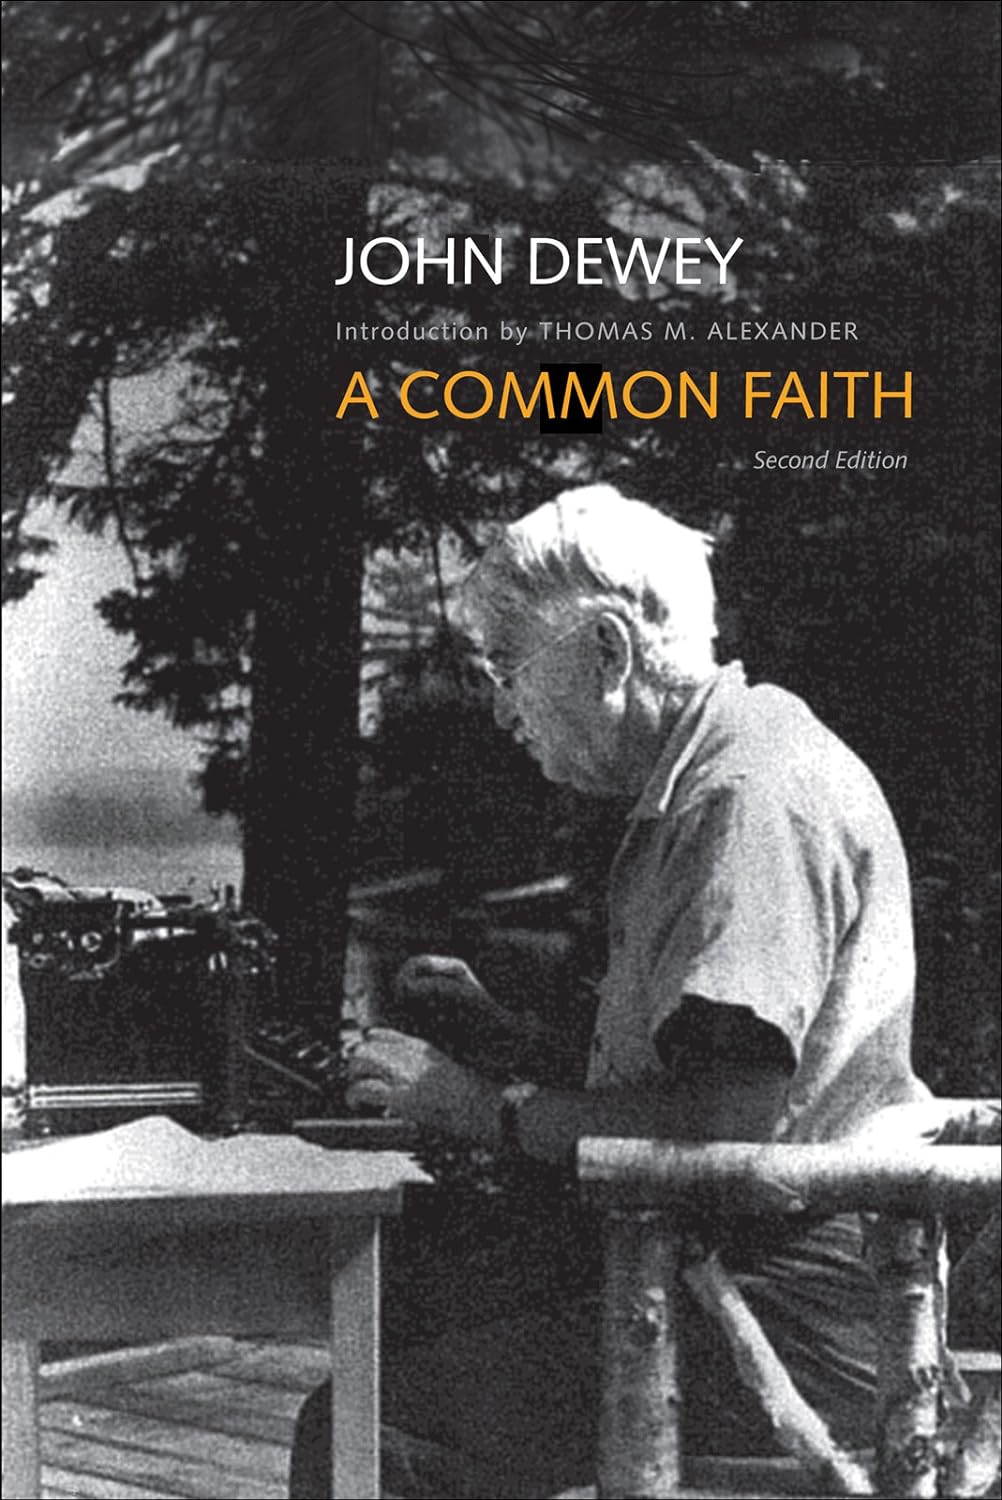 JOHN DEWEY
Introduction by THOMAS M. ALEXANDER
A COMMON FAITH
Second Edition